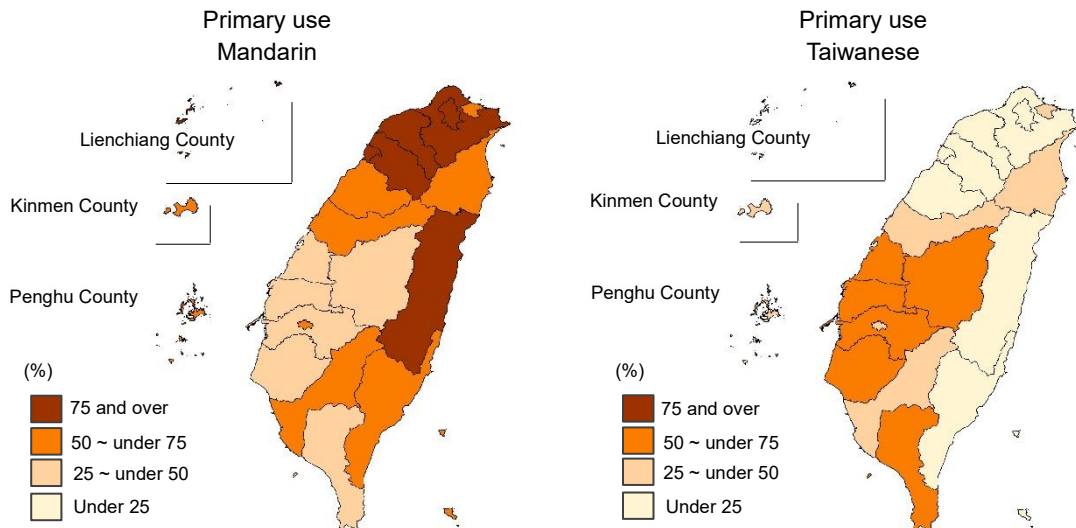 Primary use
Mandarin
Lienchiang County
Kinmen County
Penghu County
(%)
75 and over
50 ~ under 75
25 ~ under 50
Under 25
Primary use
Taiwanese
Lienchiang County
Kinmen County
Penghu County
(%)
75 and over
50 ~ under 75
25 ~ under 50
Under 25